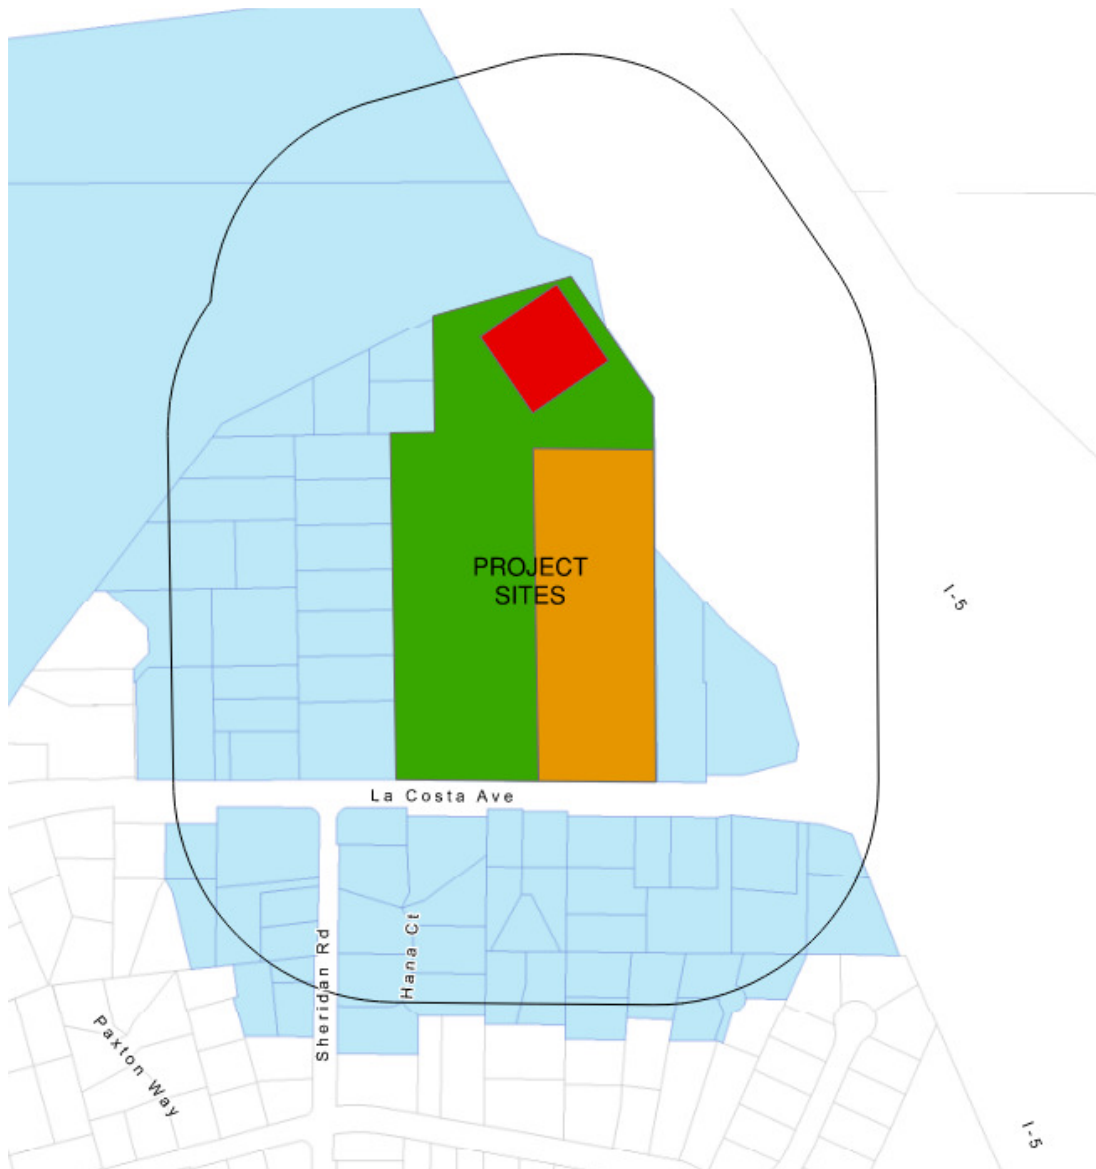 PROJECT
SITES
I-5
La Costa Ave
Sheridan Rd
Hana Ct
Paxton Way
I-5